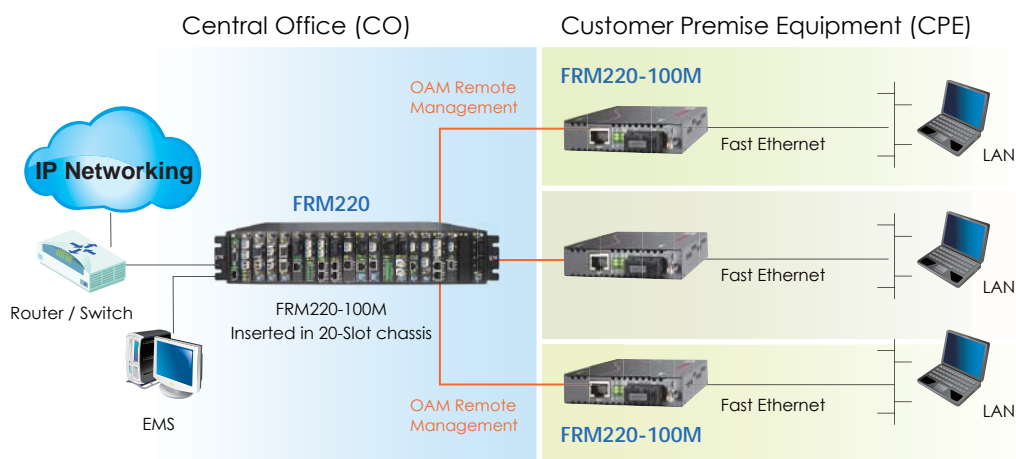 Central Office (CO)
Customer Premise Equipment (CPE)
OAM Remote
Management
FRM220-100M
Fast Ethernet
LAN
IP Networking
FRM220
Router / Switch
FRM220-100M
Inserted in 20-Slot chassis
Fast Ethernet
LAN
EMS
OAM Remote
Management
Fast Ethernet
LAN
FRM220-100M